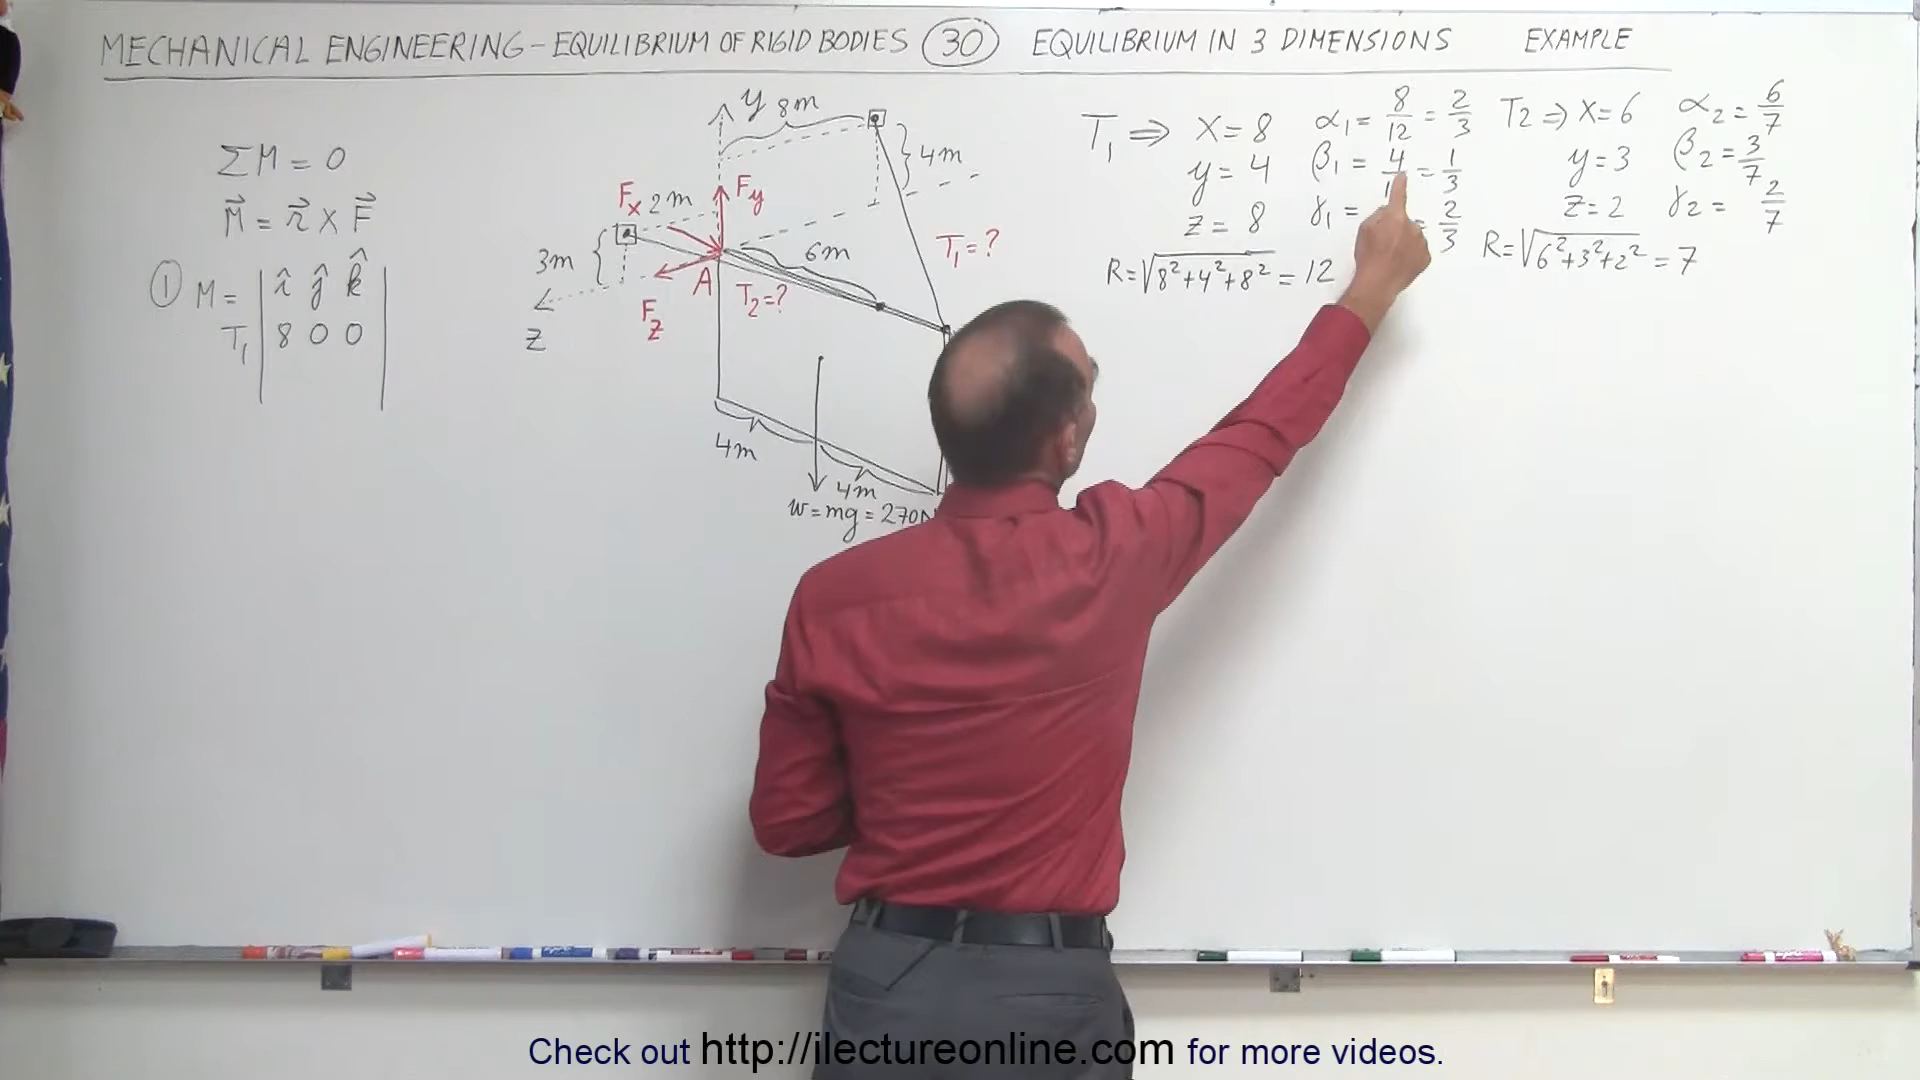 MECHANICAL ENGINEERING - EQUILIBRIUM OF RIGID BODIES 30 EQUILIBRIUM IN 3 DIMENSIONS EXAMPLE
ΣM = 0
M⃗ = r⃗ × F⃗
① M = | î ĵ k̂ |
T₁ | 8 0 0 |
y
8m
4m
Fx
2m
Fy
3m
6m
T₁ = ?
A
T₂ = ?
Fz
Z
4m
4m
w = mg = 270N
T₁ ⇒ X = 8
y = 4
z = 8
R = √8² + 4² + 8² = 12
α₁ = 8/12 = 2/3
β₁ = 4/1 = 1/3
γ₁ = = 2/3
T2 ⇒ X = 6
y = 3
z = 2
R = √6² + 3² + 2² = 7
α₂ = 6/7
β₂ = 3/7
γ₂ = 2/7
Check out http://ilectureonline.com for more videos.